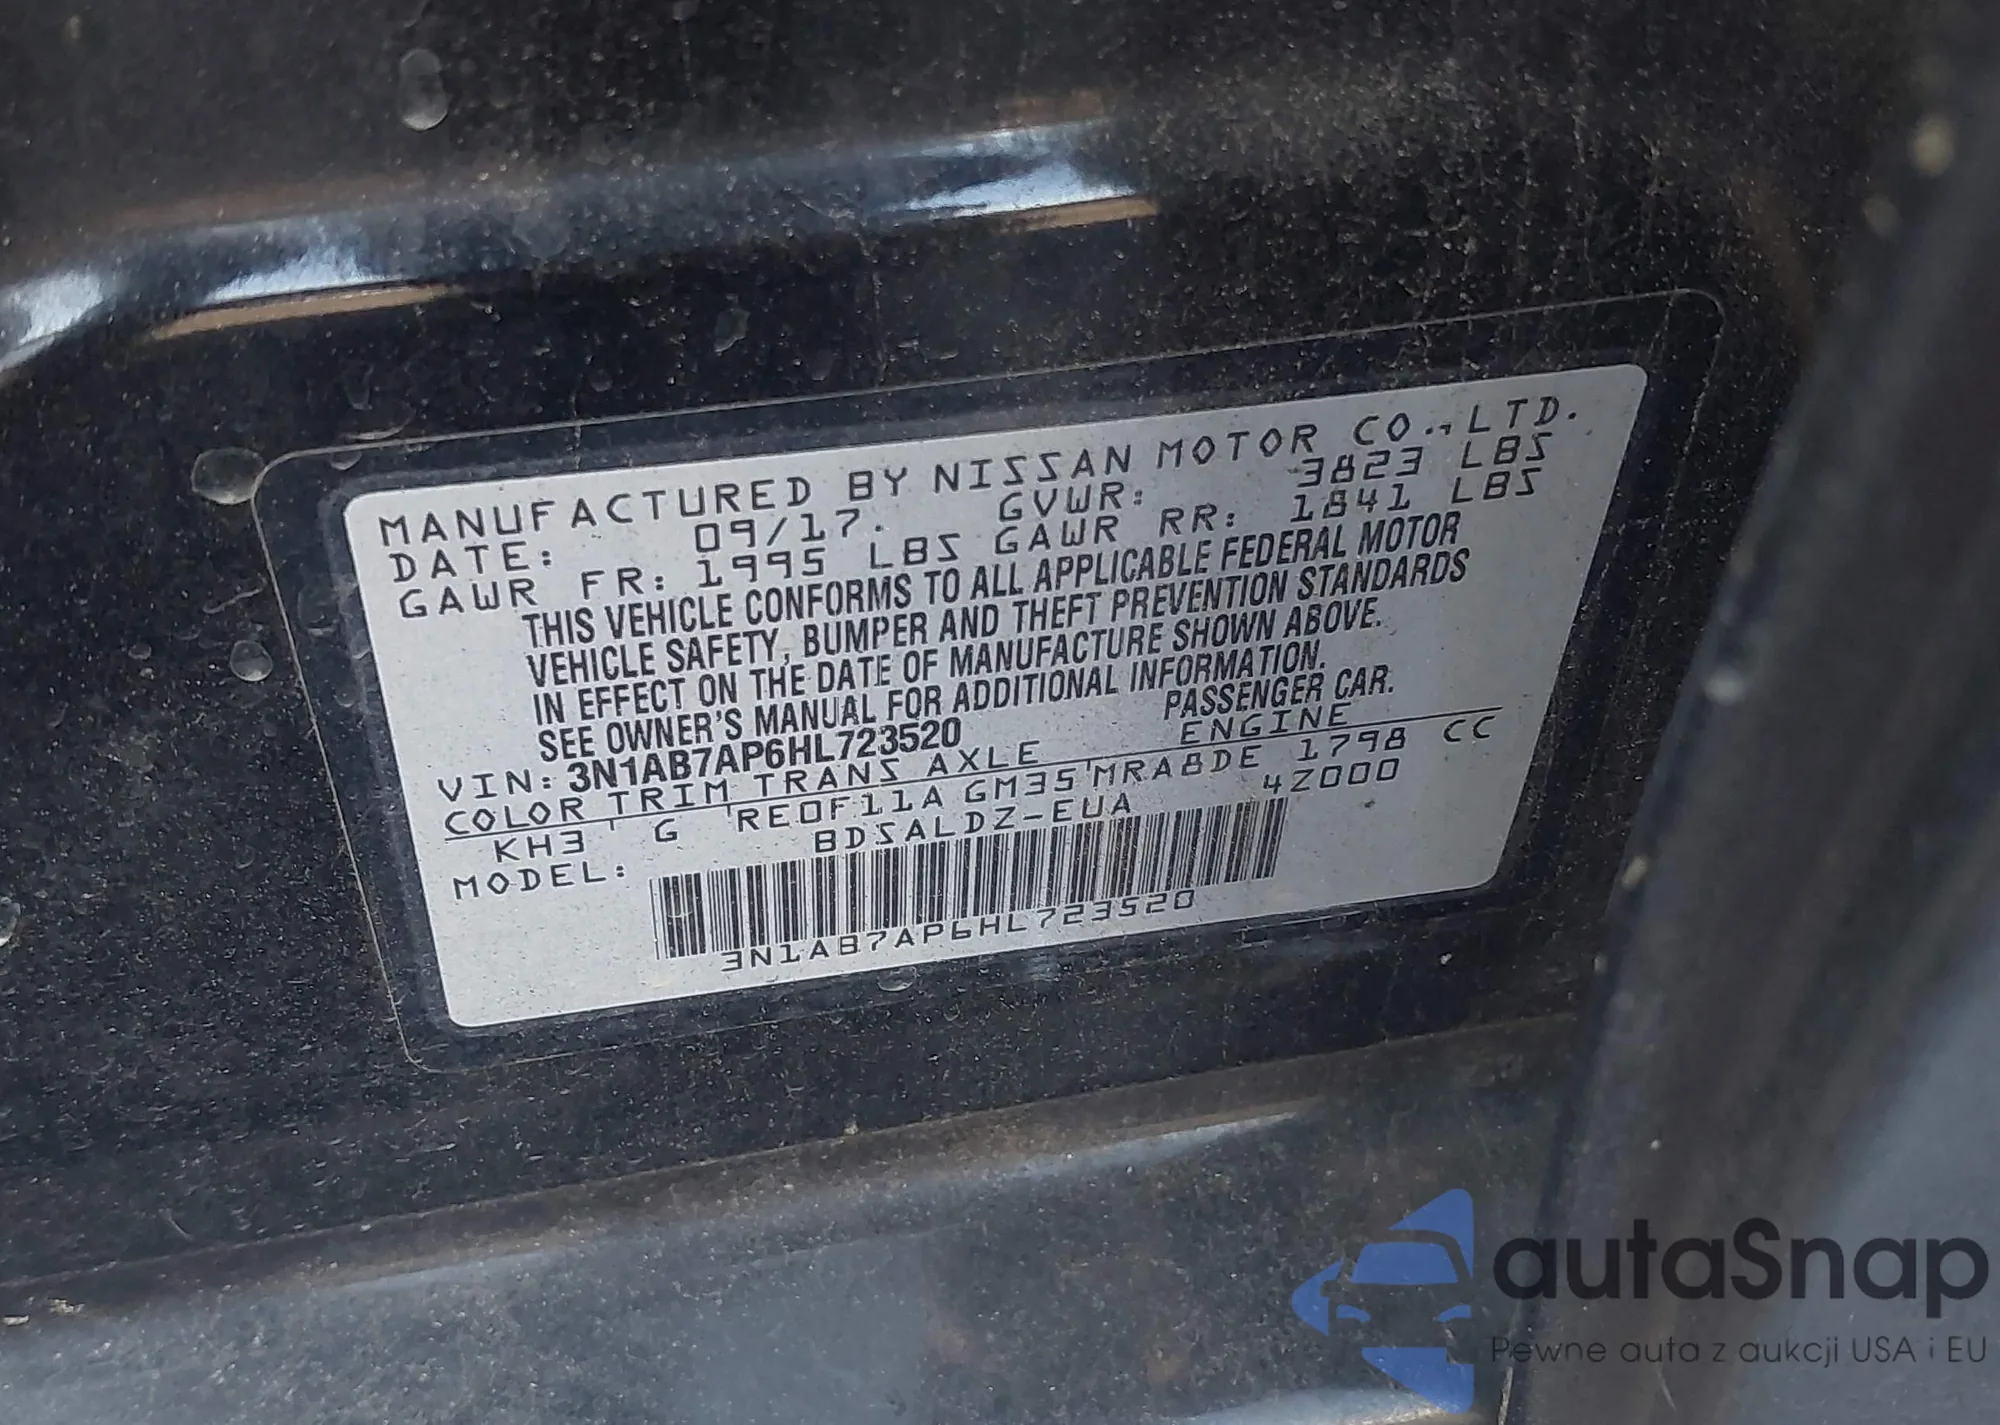 MANUFACTURED BY NISSAN MOTOR CO.,LTD.
DATE: 09/17. GVWR: 3823 LBS
GAWR FR: 1995 LBS GAWR RR: 1841 LBS
THIS VEHICLE CONFORMS TO ALL APPLICABLE FEDERAL MOTOR
VEHICLE SAFETY, BUMPER AND THEFT PREVENTION STANDARDS
IN EFFECT ON THE DATE OF MANUFACTURE SHOWN ABOVE.
SEE OWNER'S MANUAL FOR ADDITIONAL INFORMATION.
VIN: 3N1AB7AP6HL723520 PASSENGER CAR.
COLOR TRIM TRANS AXLE ENGINE
KH3 G RE0F11A GM35 MRA8DE 1798 CC
MODEL: BDSALDZ-EUA 4Z000
3N1AB7AP6HL723520
autaSnap
Pewne auta z aukcji USA i EU